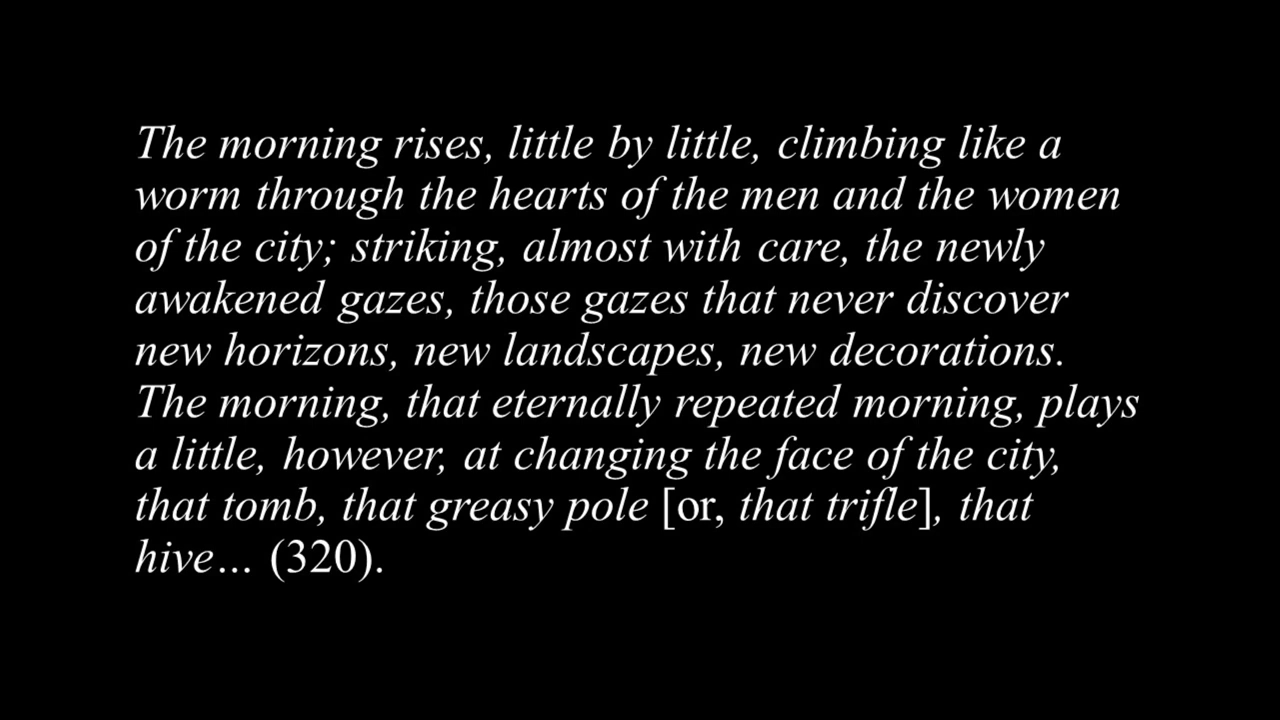 The morning rises, little by little, climbing like a
worm through the hearts of the men and the women
of the city; striking, almost with care, the newly
awakened gazes, those gazes that never discover
new horizons, new landscapes, new decorations.
The morning, that eternally repeated morning, plays
a little, however, at changing the face of the city,
that tomb, that greasy pole [or, that trifle], that
hive… (320).